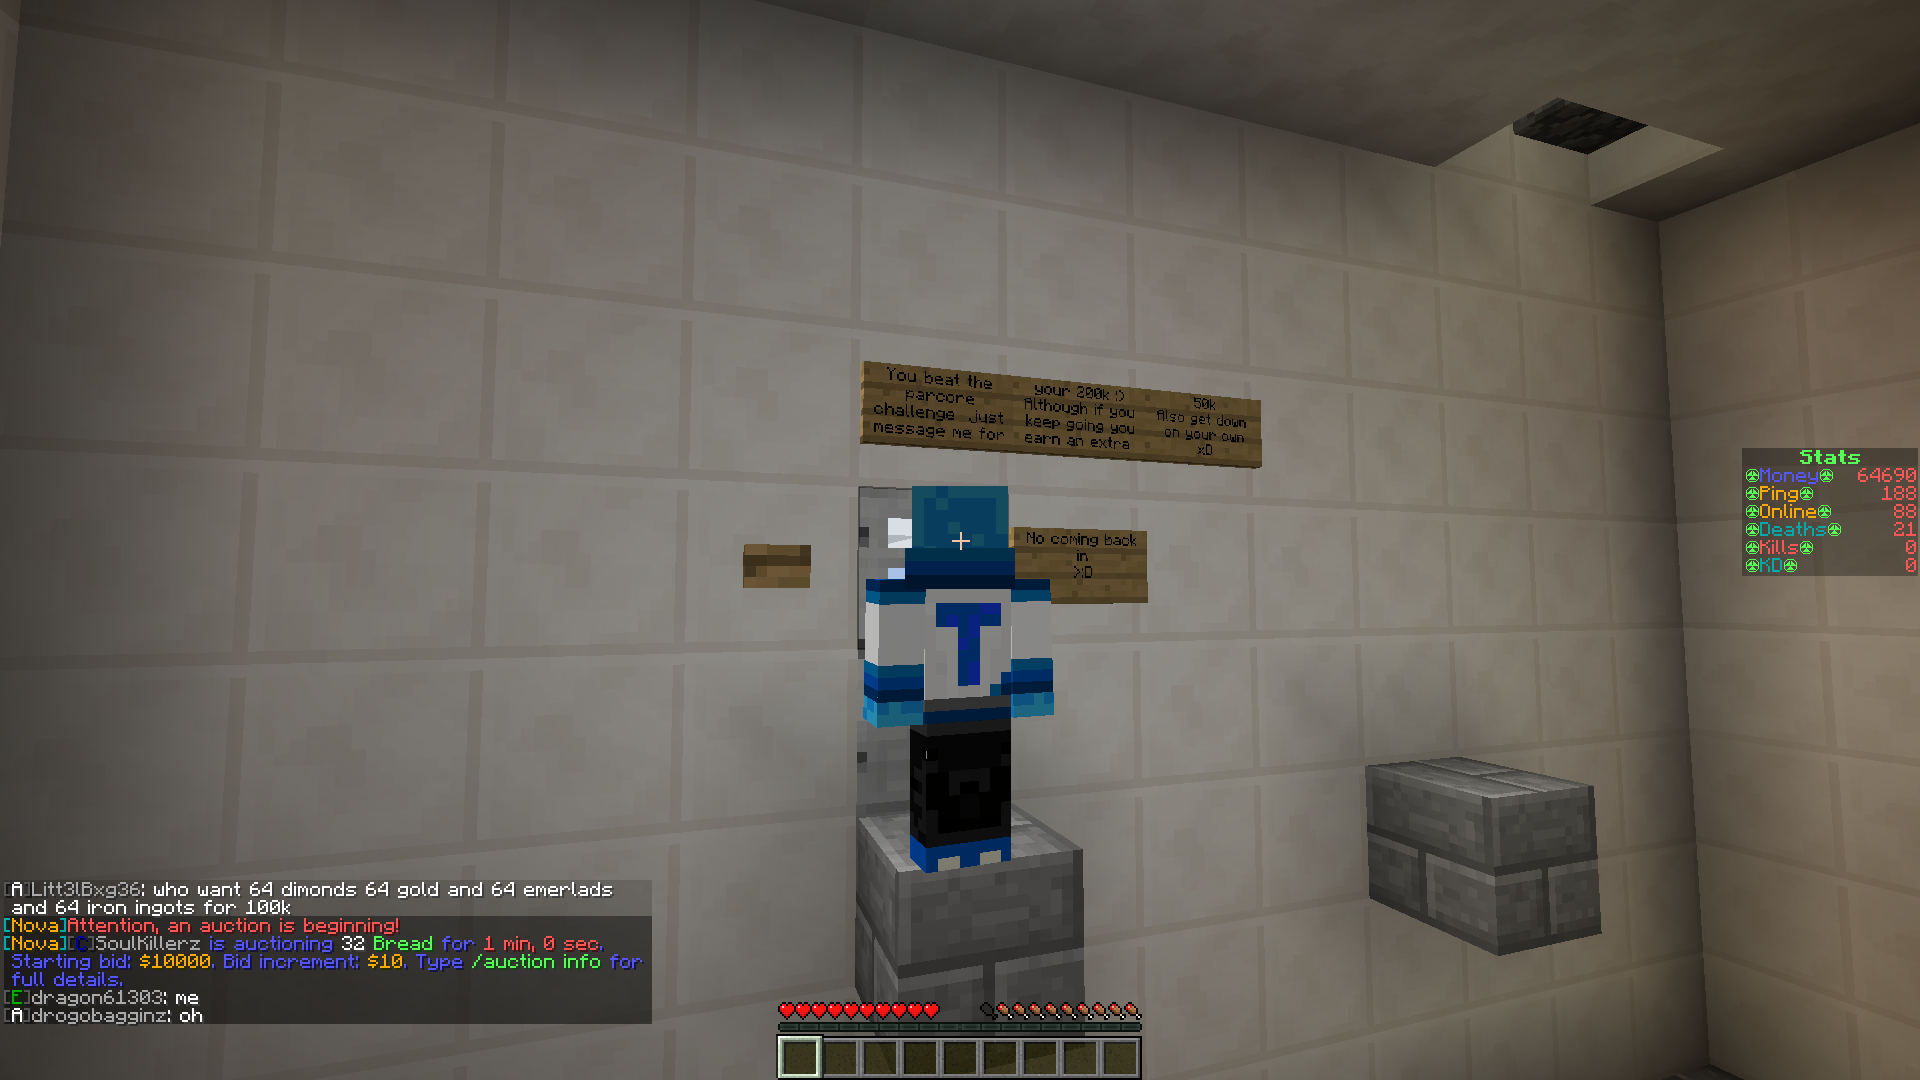 You beat the
parcore
challenge just
message me for
your 200k :)
Although if you
keep going you
earn an extra
50k
Also get down
on your own
xD
No coming back
in
>:D
T
Stats
Money 64690
Ping 188
Online 88
Deaths 21
Kills 0
KD 0
[A]Litt3lBxg36: who want 64 dimonds 64 gold and 64 emerlads
and 64 iron ingots for 100k
[Nova]Attention, an auction is beginning!
[Nova][C]SoulKillerz is auctioning 32 Bread for 1 min, 0 sec.
Starting bid: $10000. Bid increment: $10. Type /auction info for
full details.
[E]dragon61303: me
[A]drogobagginz: oh